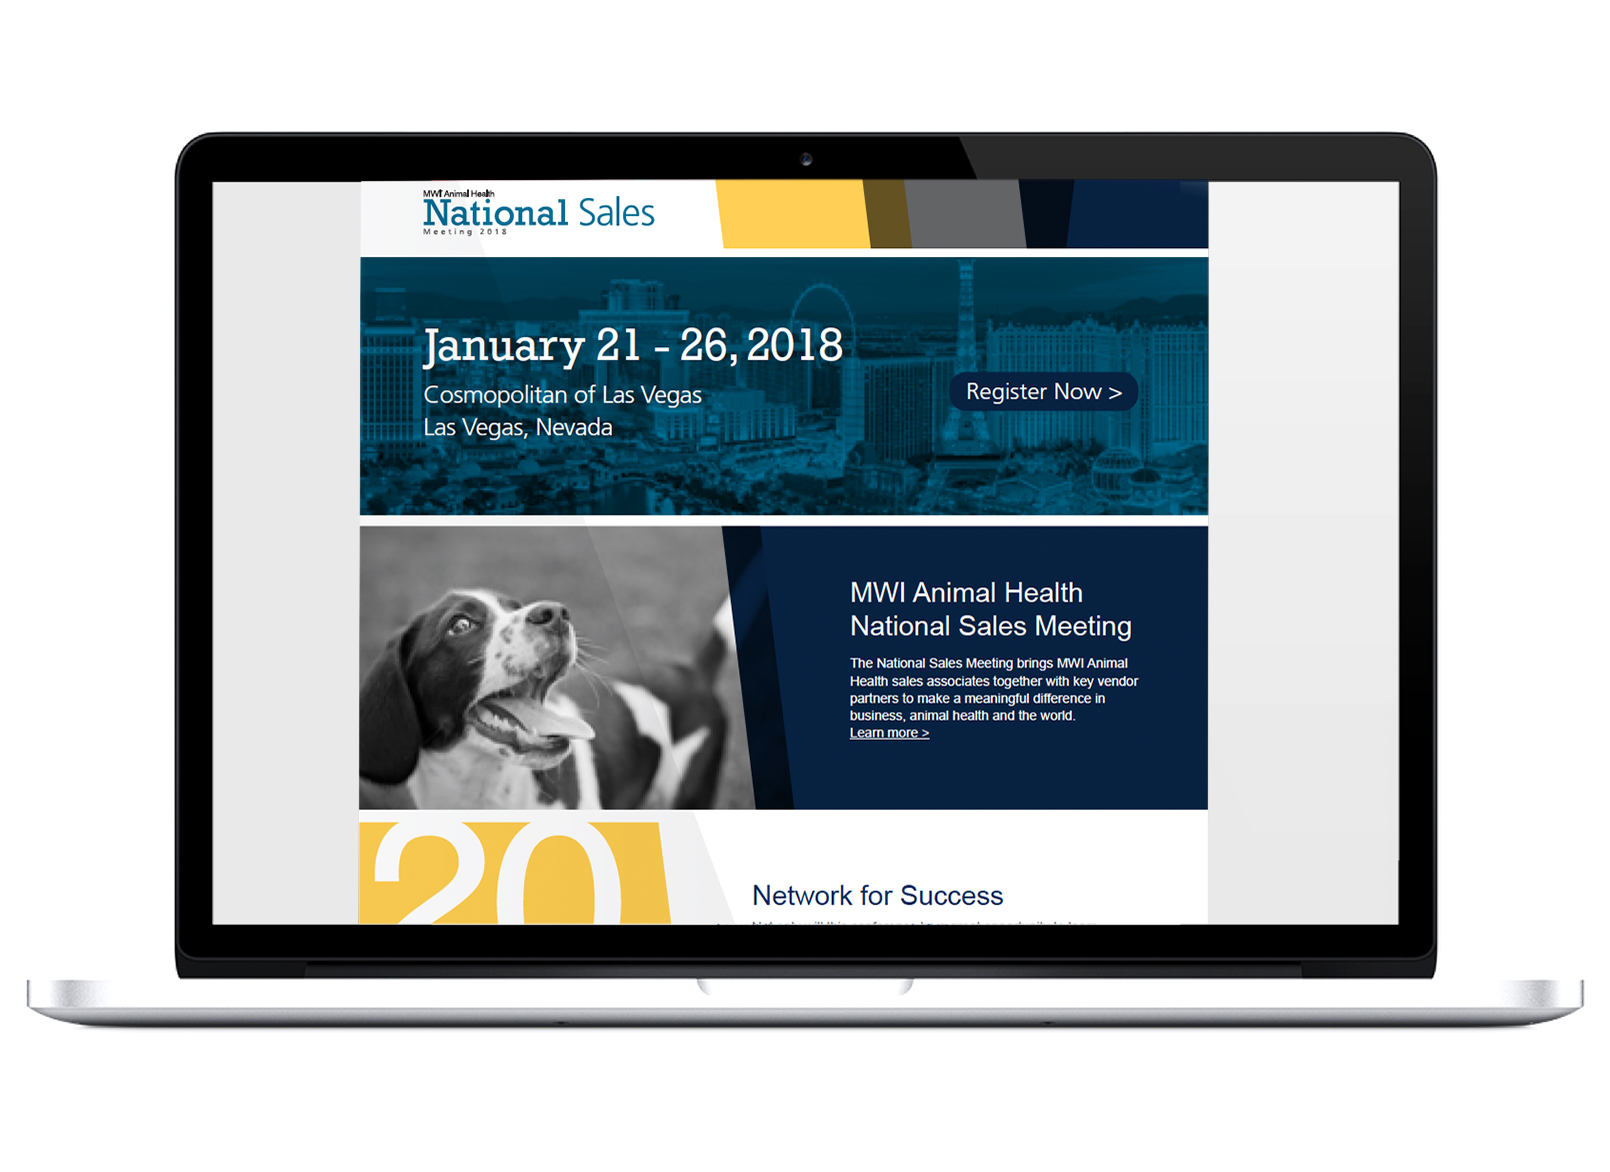 MWI Animal Health
National Sales
Meeting 2018
January 21 - 26, 2018
Cosmopolitan of Las Vegas
Las Vegas, Nevada
Register Now >
MWI Animal Health
National Sales Meeting
The National Sales Meeting brings MWI Animal
Health sales associates together with key vendor
partners to make a meaningful difference in
business, animal health and the world.
Learn more >
20
Network for Success